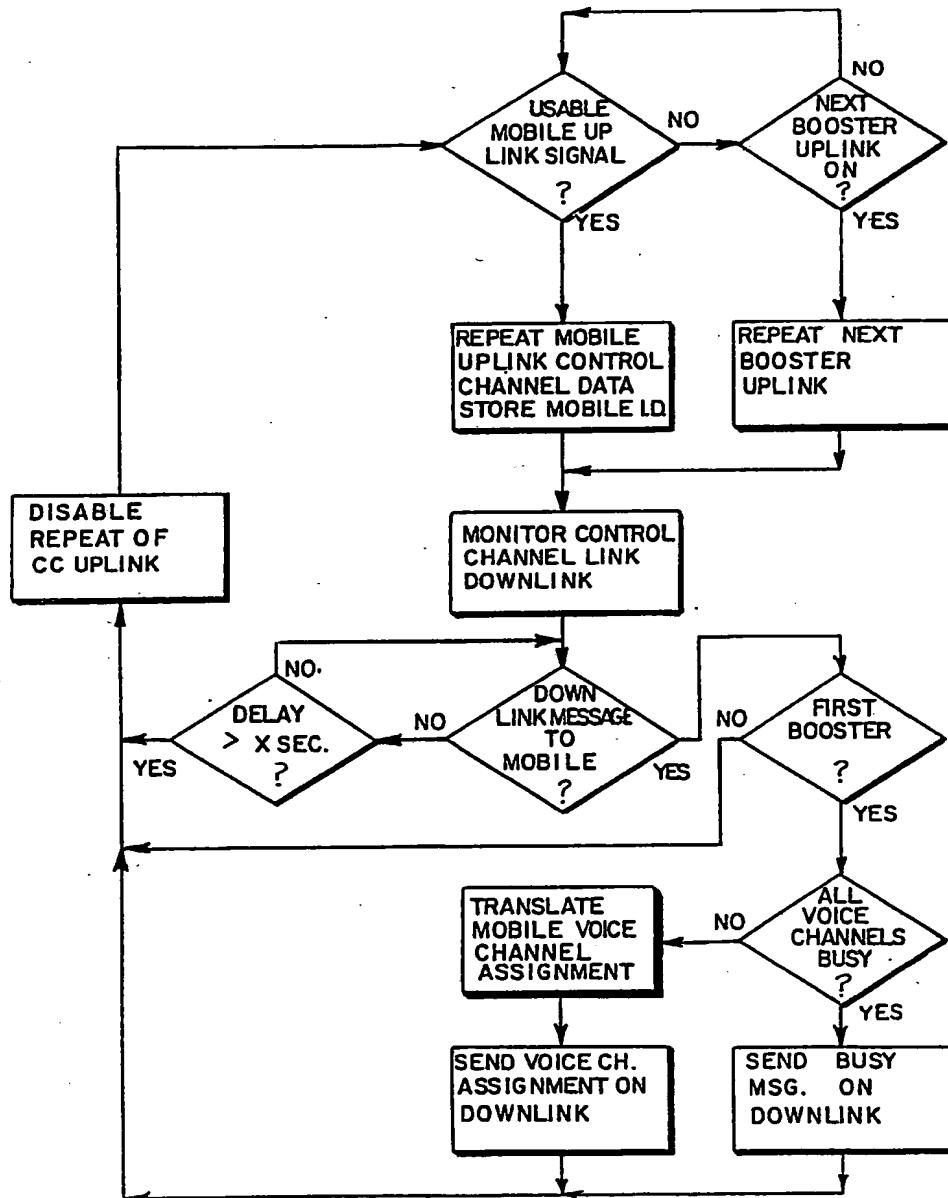 USABLE
MOBILE UP
LINK SIGNAL
?
YES
NO
NO
NEXT
BOOSTER
UPLINK
ON
?
YES
REPEAT MOBILE
UPLINK CONTROL
CHANNEL DATA
STORE MOBILE I.D.
REPEAT NEXT
BOOSTER
UPLINK
DISABLE
REPEAT OF
CC UPLINK
MONITOR CONTROL
CHANNEL LINK
DOWNLINK
NO.
DELAY
> X SEC.
?
YES
NO
DOWN
LINK MESSAGE
TO
MOBILE
?
YES
NO
FIRST
BOOSTER
?
YES
ALL
VOICE
CHANNELS
BUSY
?
NO
YES
TRANSLATE
MOBILE VOICE
CHANNEL
ASSIGNMENT
SEND VOICE CH.
ASSIGNMENT ON
DOWNLINK
SEND BUSY
MSG. ON
DOWNLINK